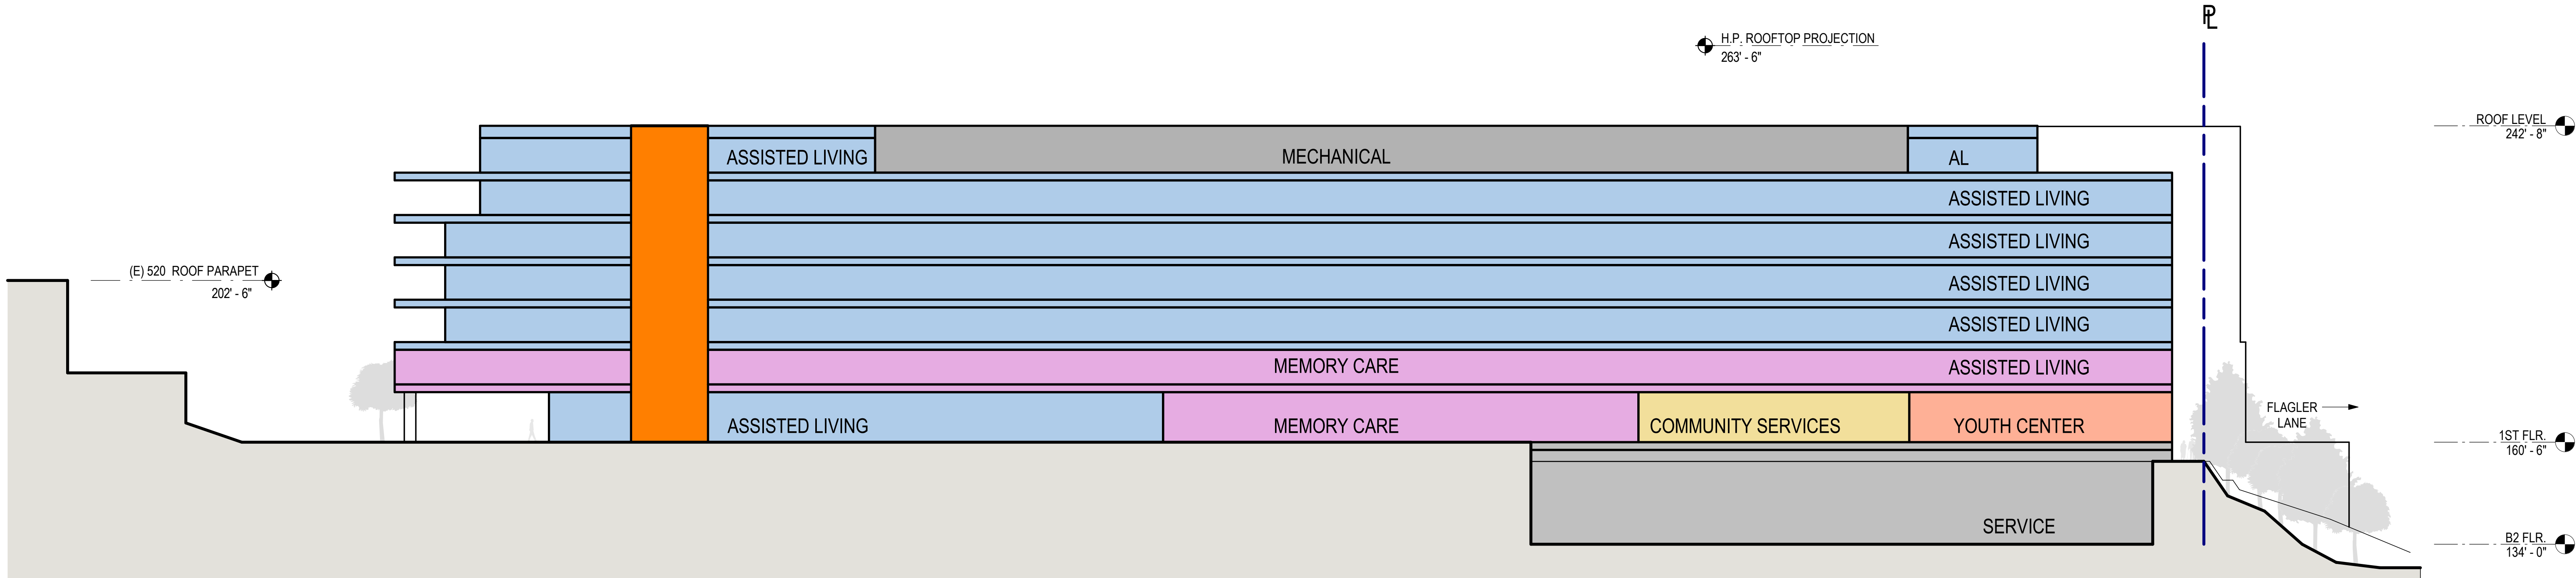 PL
H.P. ROOFTOP PROJECTION
263' - 6"
ROOF LEVEL
242' - 8"
ASSISTED LIVING
MECHANICAL
AL
ASSISTED LIVING
ASSISTED LIVING
(E) 520 ROOF PARAPET
202' - 6"
ASSISTED LIVING
ASSISTED LIVING
MEMORY CARE
ASSISTED LIVING
FLAGLER
LANE
ASSISTED LIVING
MEMORY CARE
COMMUNITY SERVICES
YOUTH CENTER
1ST FLR.
160' - 6"
SERVICE
B2 FLR.
134' - 0"